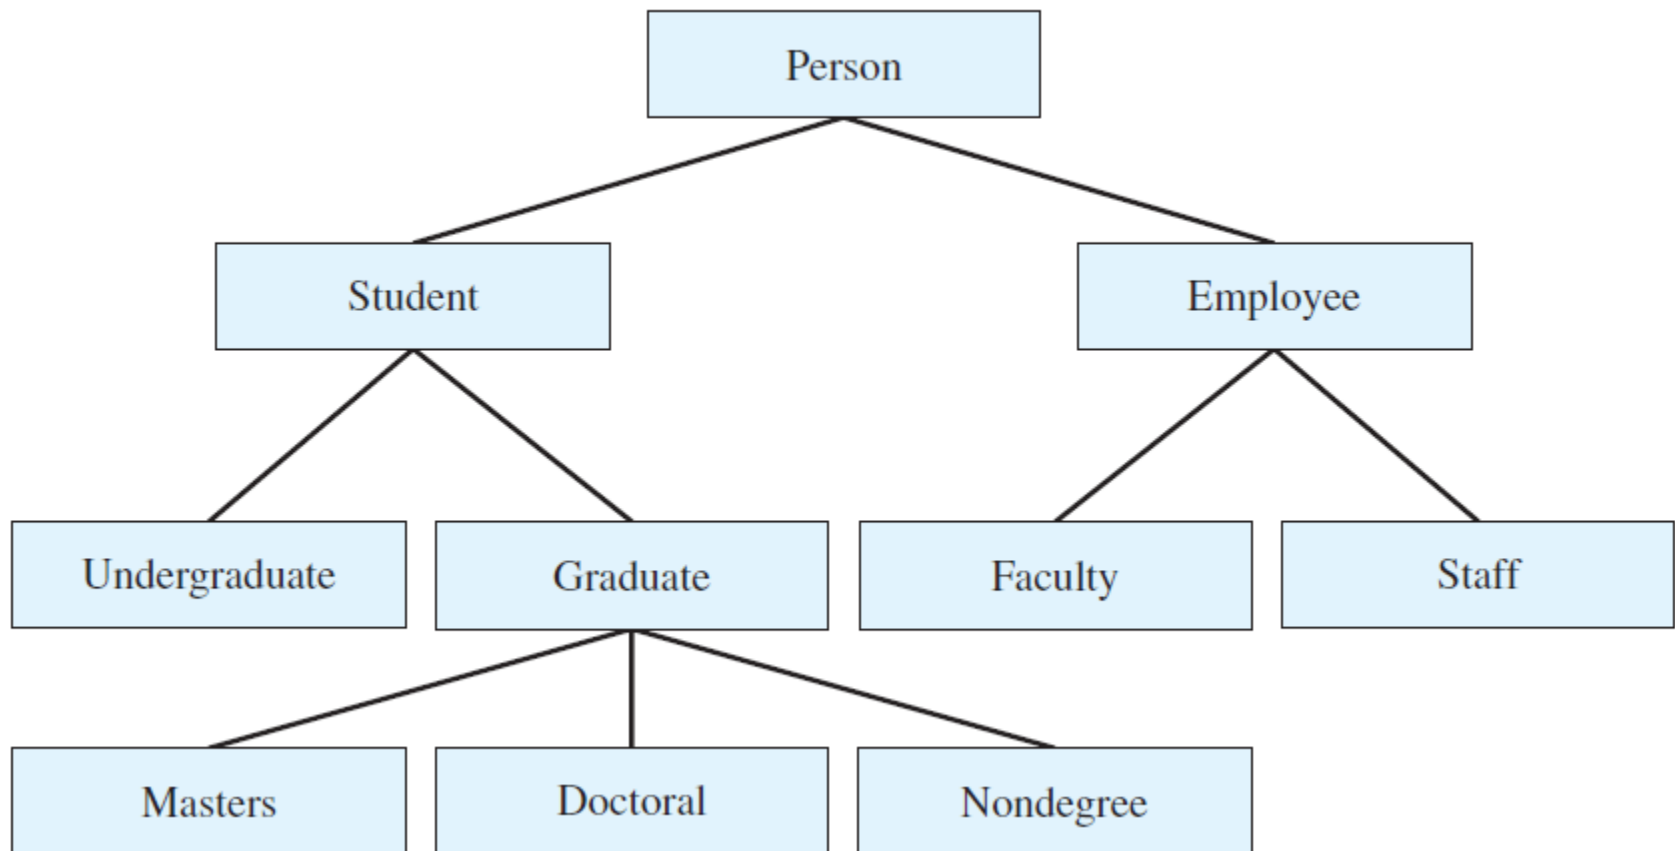 Person
Student
Employee
Undergraduate
Graduate
Faculty
Staff
Masters
Doctoral
Nondegree